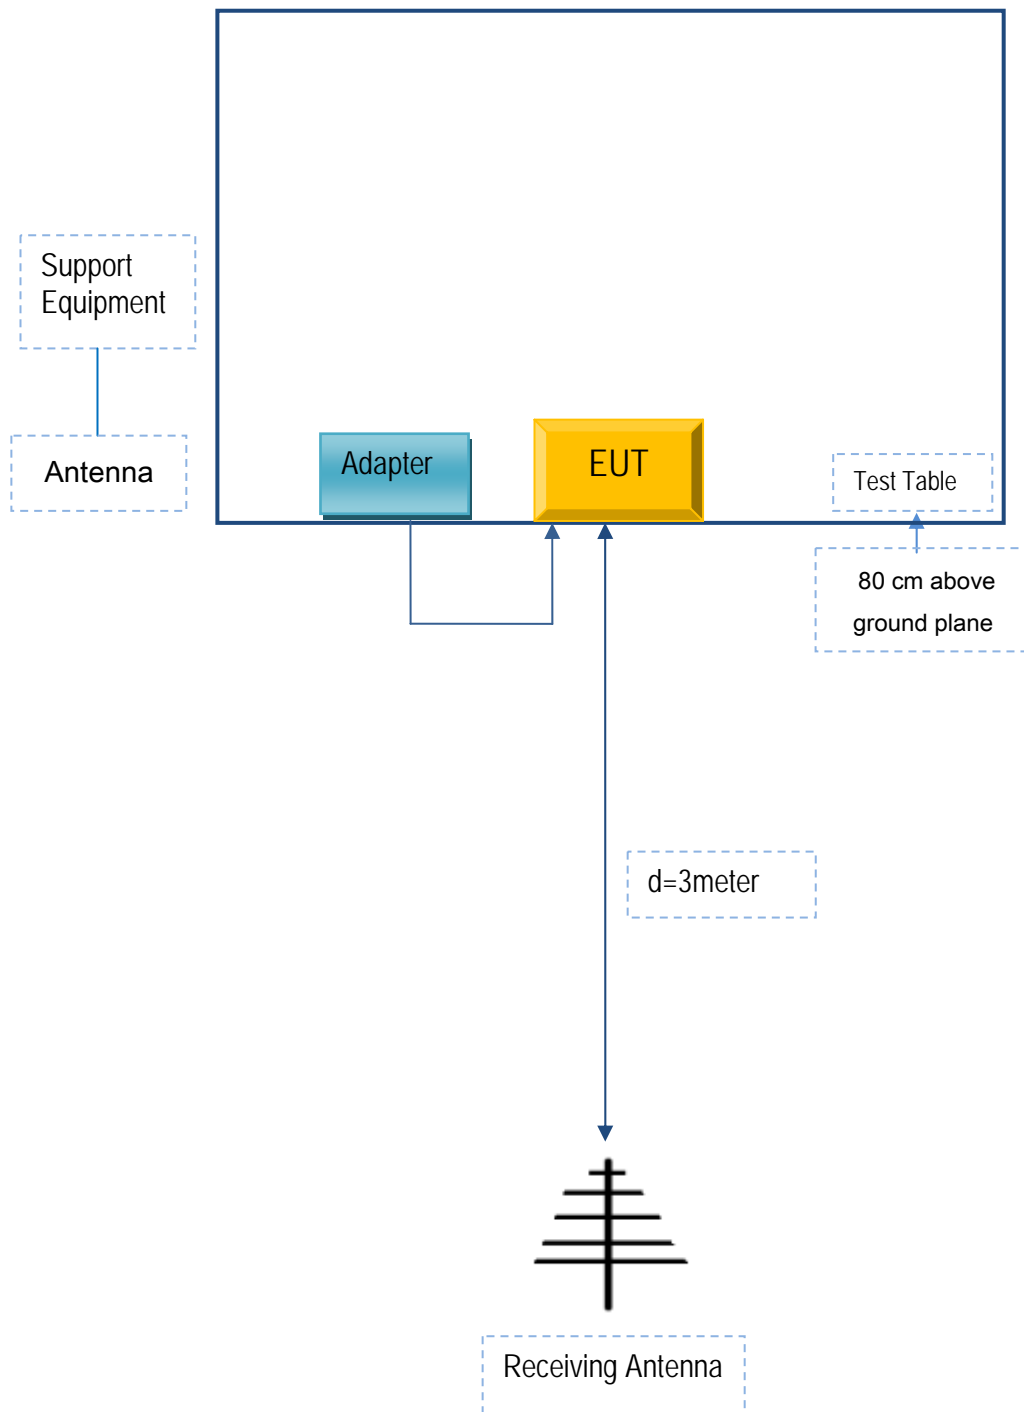 Support
Equipment
Antenna
Adapter
EUT
Test Table
80 cm above
ground plane
d=3meter
Receiving Antenna